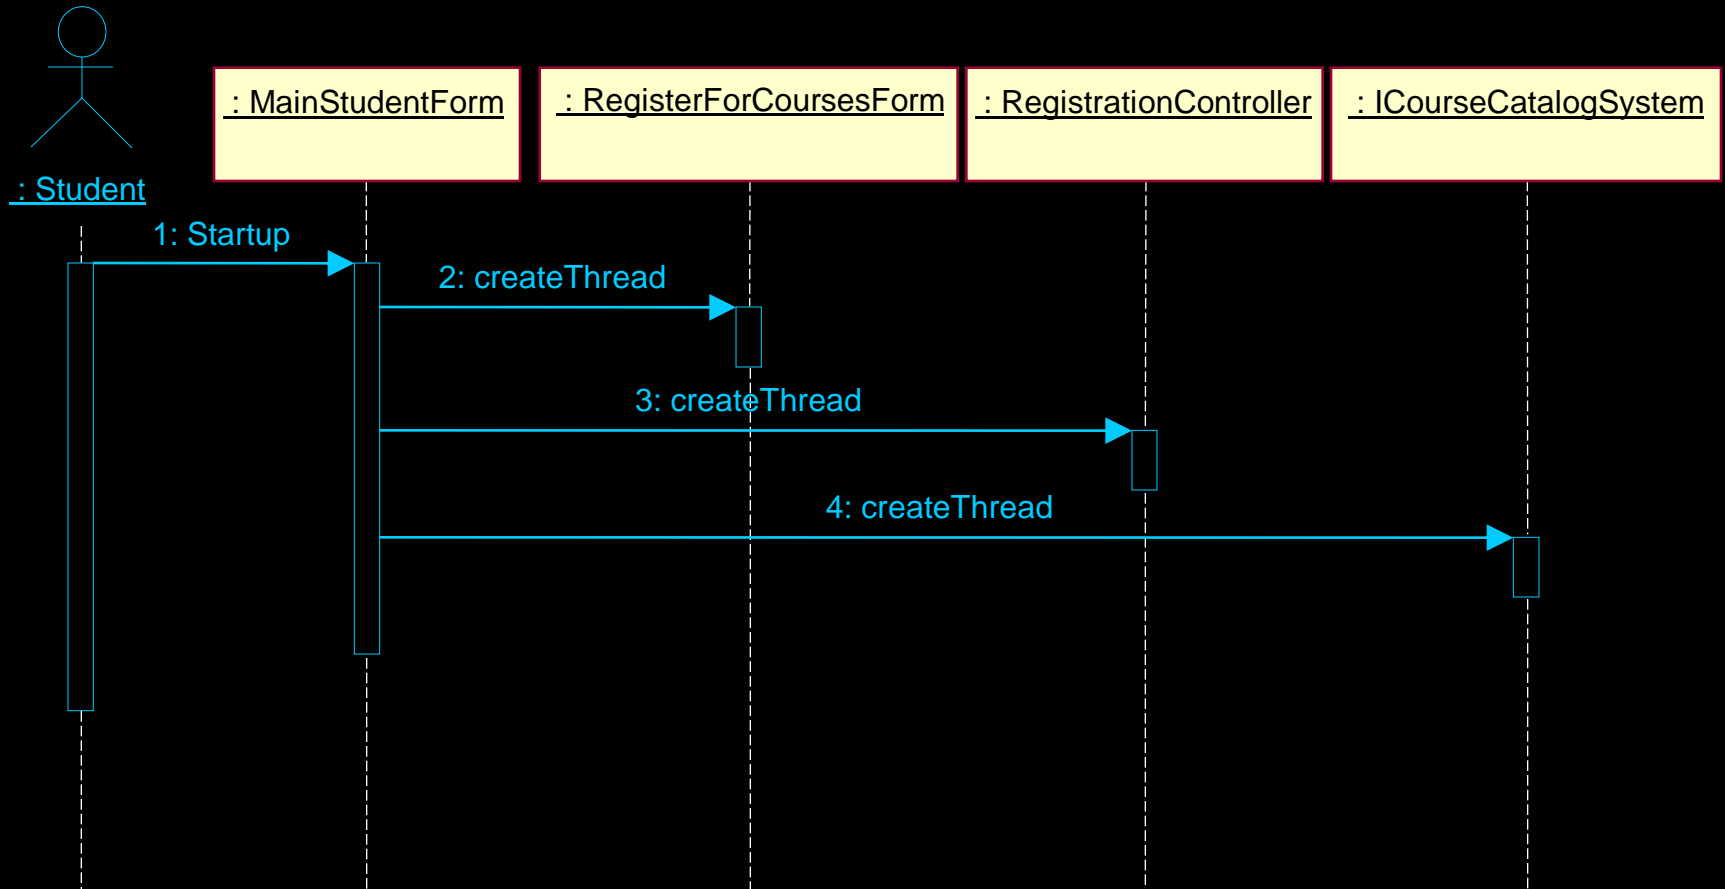 : MainStudentForm
: RegisterForCoursesForm
: RegistrationController
: ICourseCatalogSystem
: Student
1: Startup
2: createThread
3: createThread
4: createThread